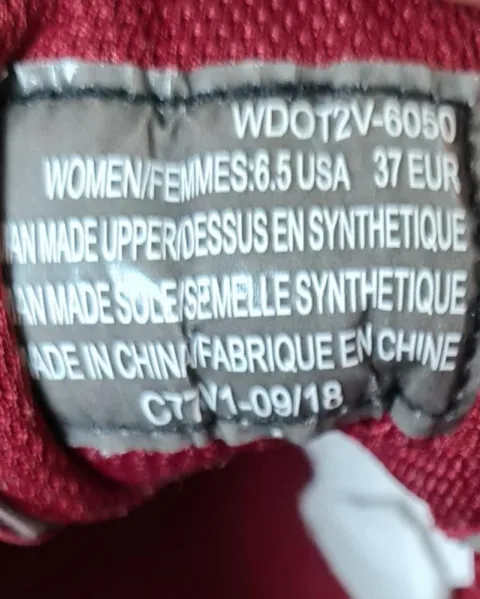 WDOT2V-6050
WOMEN/FEMMES:6.5 USA 37 EUR
AN MADE UPPER/DESSUS EN SYNTHETIQUE
AN MADE SOLE/SEMELLE SYNTHETIQUE
ADE IN CHINA/FABRIQUE EN CHINE
1-09/18